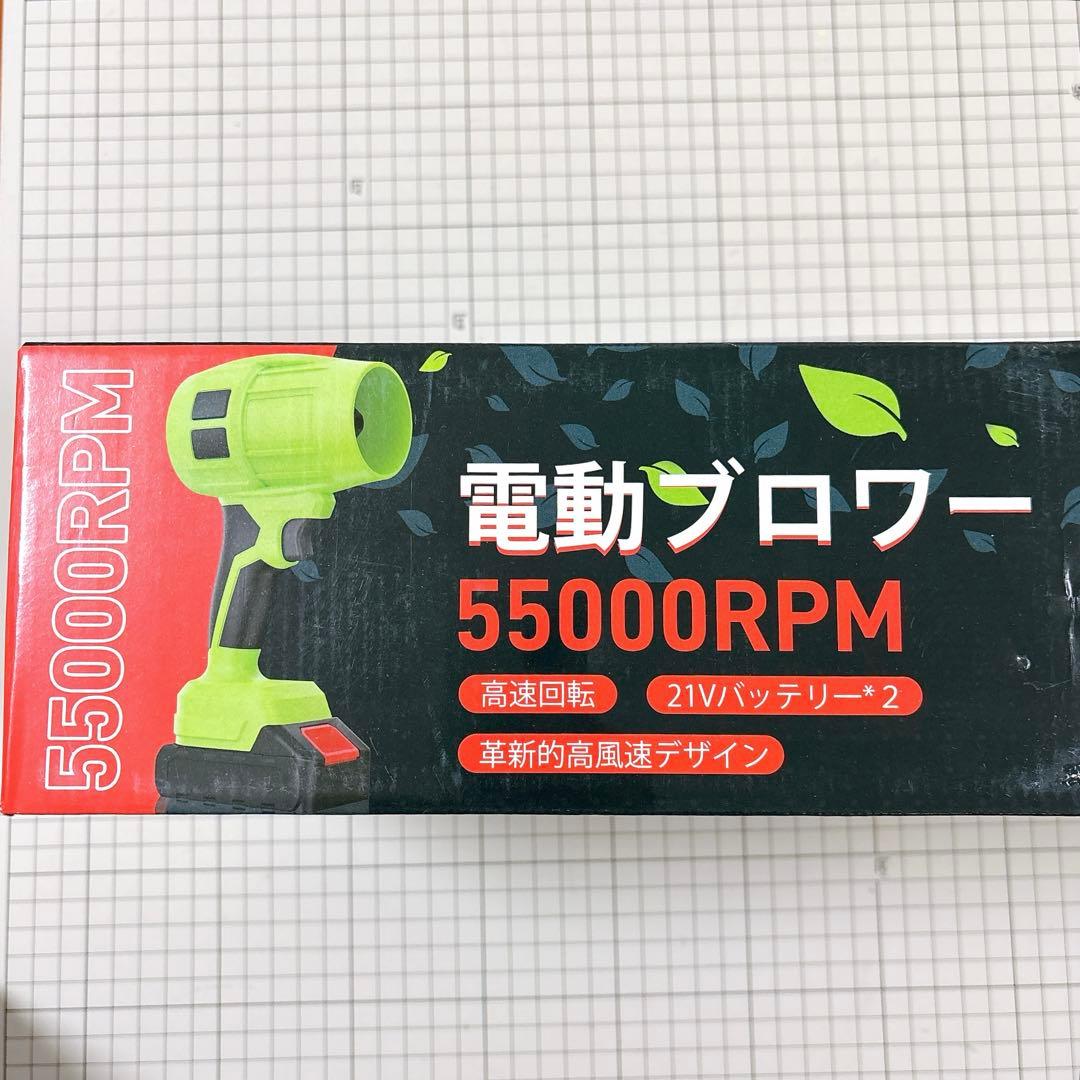 55000RPM
電動ブロワー
55000RPM
高速回転
21Vバッテリー*２
革新的高風速デザイン